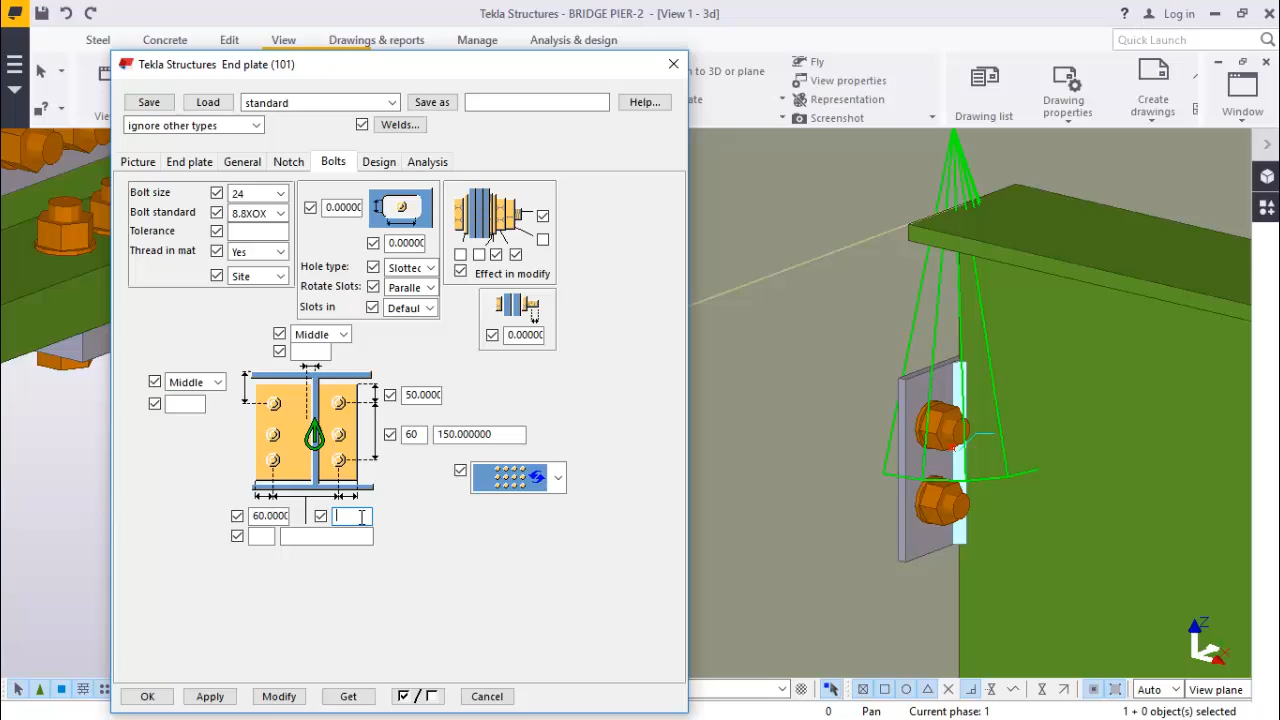 Tekla Structures - BRIDGE PIER-2 - [View 1 - 3d]
? Log in
Steel Concrete Edit View Drawings & reports Manage Analysis & design
Quick Launch
Tekla Structures End plate (101)
Fly
n to 3D or plane
View properties
Representation
Screenshot
Drawing list
Drawing properties
Create drawings
Window
Save Load standard Save as Help...
ignore other types Welds...
Picture End plate General Notch Bolts Design Analysis
Bolt size 24
Bolt standard 8.8XOX
Tolerance
Thread in mat Yes
Site
0.0000
0.0000
Hole type: Slotted
Rotate Slots: Paralle
Slots in Defaul
Effect in modify
0.0000
Middle
Middle
50.000
60 150.000000
60.000
OK Apply Modify Get / Cancel
Auto View plane
0 Pan Current phase: 1 1 + 0 object(s) selected
Z